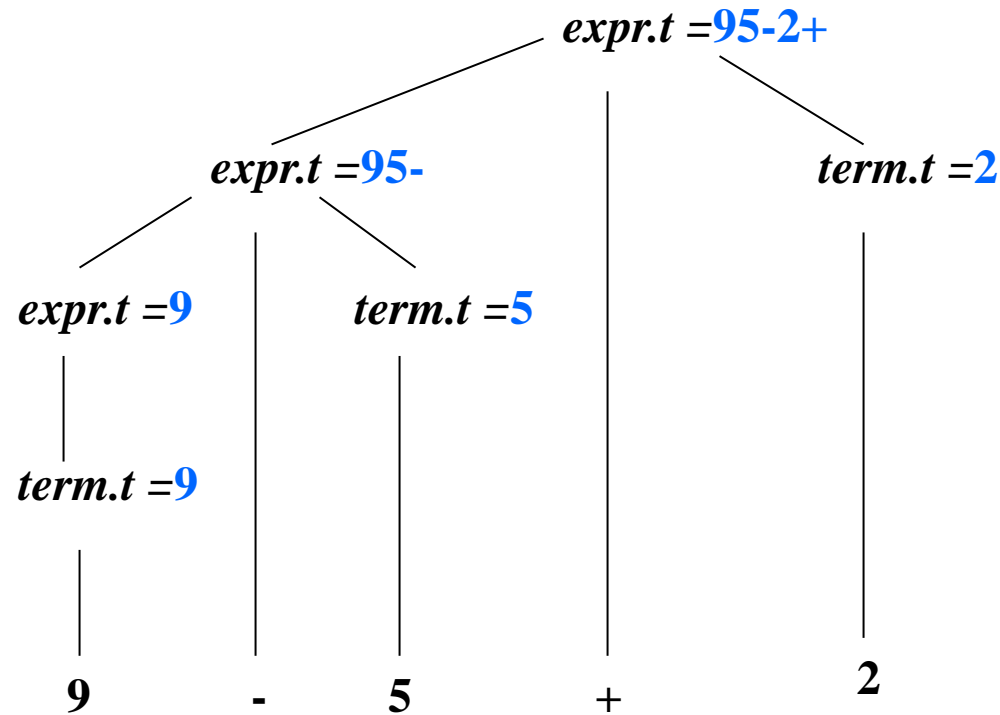 expr.t =95-2+
expr.t =95- term.t =2
expr.t =9 term.t =5
term.t =9
9 - 5 + 2